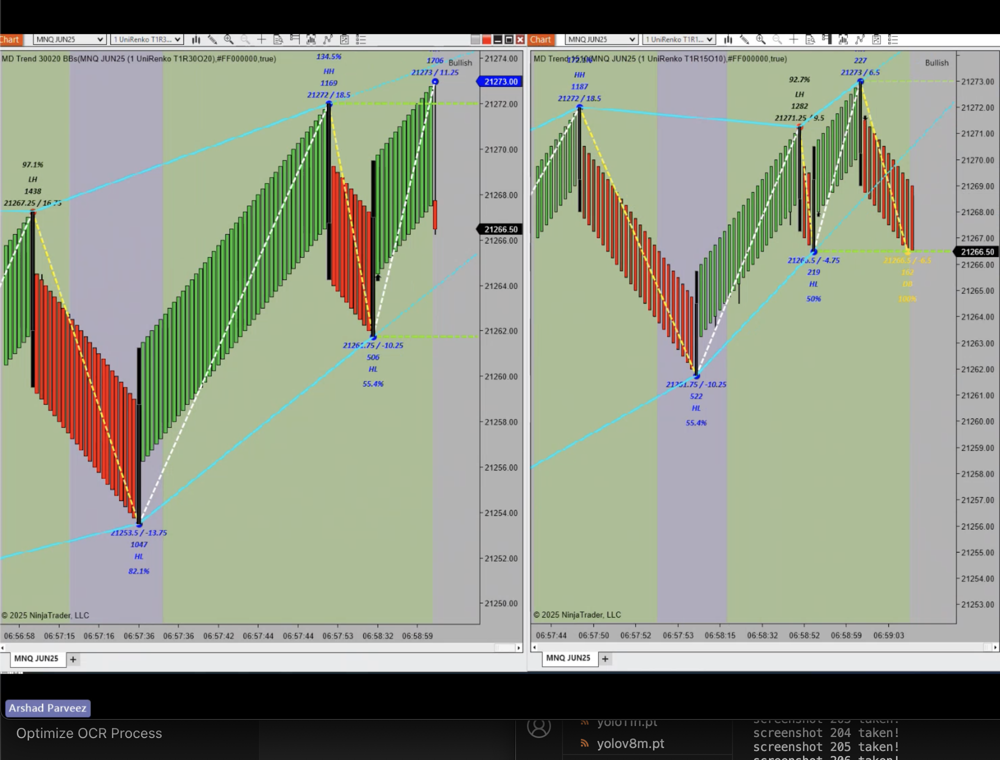 Chart
MNQ JUN25
1 UniRenko T1R3...
MD Trend 30020 BBs(MNQ JUN25 (1 UniRenko T1R30O20),#FF000000,true)
Bullish
134.5%
HH
1169
21272 / 18.5
1706
21273 / 11.25
97.1%
LH
1438
21267.25 / 16.75
21261.75 / -10.25
506
HL
55.4%
21253.5 / -13.75
1047
HL
82.1%
21274.00
21273.00
21272.00
21270.00
21268.00
21266.50
21266.00
21264.00
21262.00
21260.00
21258.00
21256.00
21254.00
21252.00
21250.00
© 2025 NinjaTrader, LLC
06:56:58 06:57:15 06:57:16 06:57:36 06:57:36 06:57:42 06:57:44 06:57:44 06:57:53 06:58:32 06:58:59
MNQ JUN25 +
Chart
MNQ JUN25
1 UniRenko T1R1...
(MNQ JUN25 (1 UniRenko T1R15O10),#FF000000,true)
Bullish
HH
1187
21272 / 18.5
92.7%
LH
1282
21271.25 / 9.5
227
21273 / 6.5
21266.5 / -4.75
219
HL
50%
21266.5 / -6.5
162
100%
21261.75 / -10.25
522
HL
55.4%
21274.00
21273.00
21272.00
21271.00
21270.00
21269.00
21268.00
21267.00
21266.50
21266.00
21265.00
21264.00
21263.00
21262.00
21261.00
21260.00
21259.00
21258.00
21257.00
21256.00
21255.00
21254.00
21253.00
© 2025 NinjaTrader, LLC
06:57:44 06:57:50 06:57:52 06:57:53 06:58:15 06:58:32 06:58:52 06:58:59 06:59:03
MNQ JUN25 +
Arshad Parveez
Optimize OCR Process
yolo11n.pt
yolov8m.pt
screenshot 203 taken!
screenshot 204 taken!
screenshot 205 taken!
screenshot 206 taken!